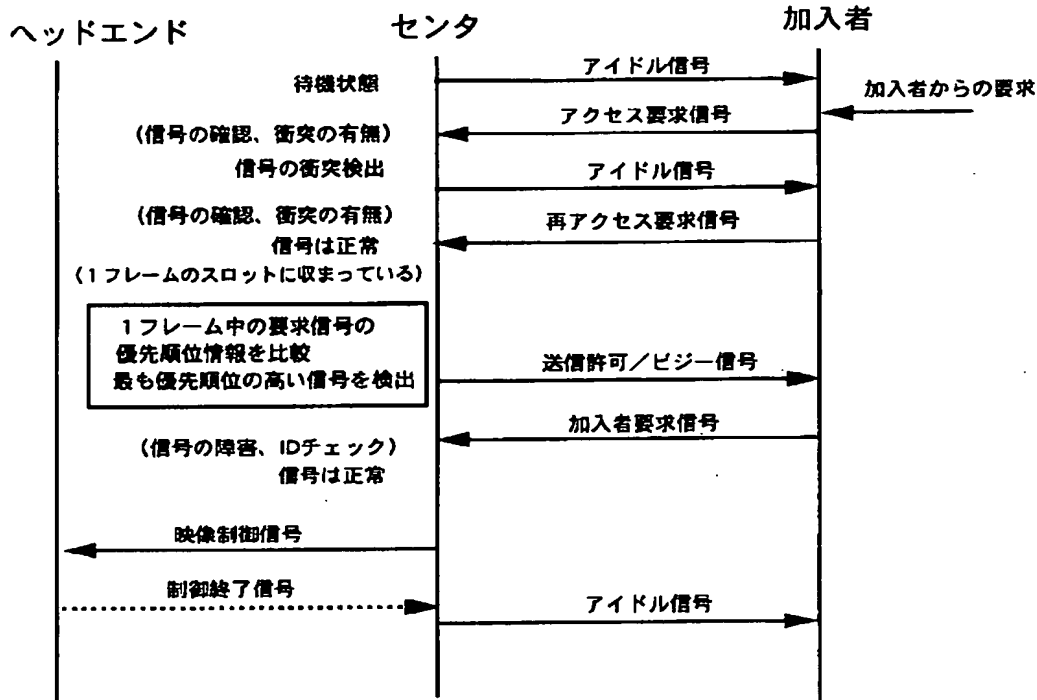 ヘッドエンド
センタ
加入者
待機状態
アイドル信号
加入者からの要求
アクセス要求信号
(信号の確認、衝突の有無)
信号の衝突検出
アイドル信号
(信号の確認、衝突の有無)
再アクセス要求信号
信号は正常
(1フレームのスロットに収まっている)
1フレーム中の要求信号の
優先順位情報を比較
最も優先順位の高い信号を検出
送信許可/ビジー信号
加入者要求信号
(信号の障害、IDチェック)
信号は正常
映像制御信号
制御終了信号
アイドル信号